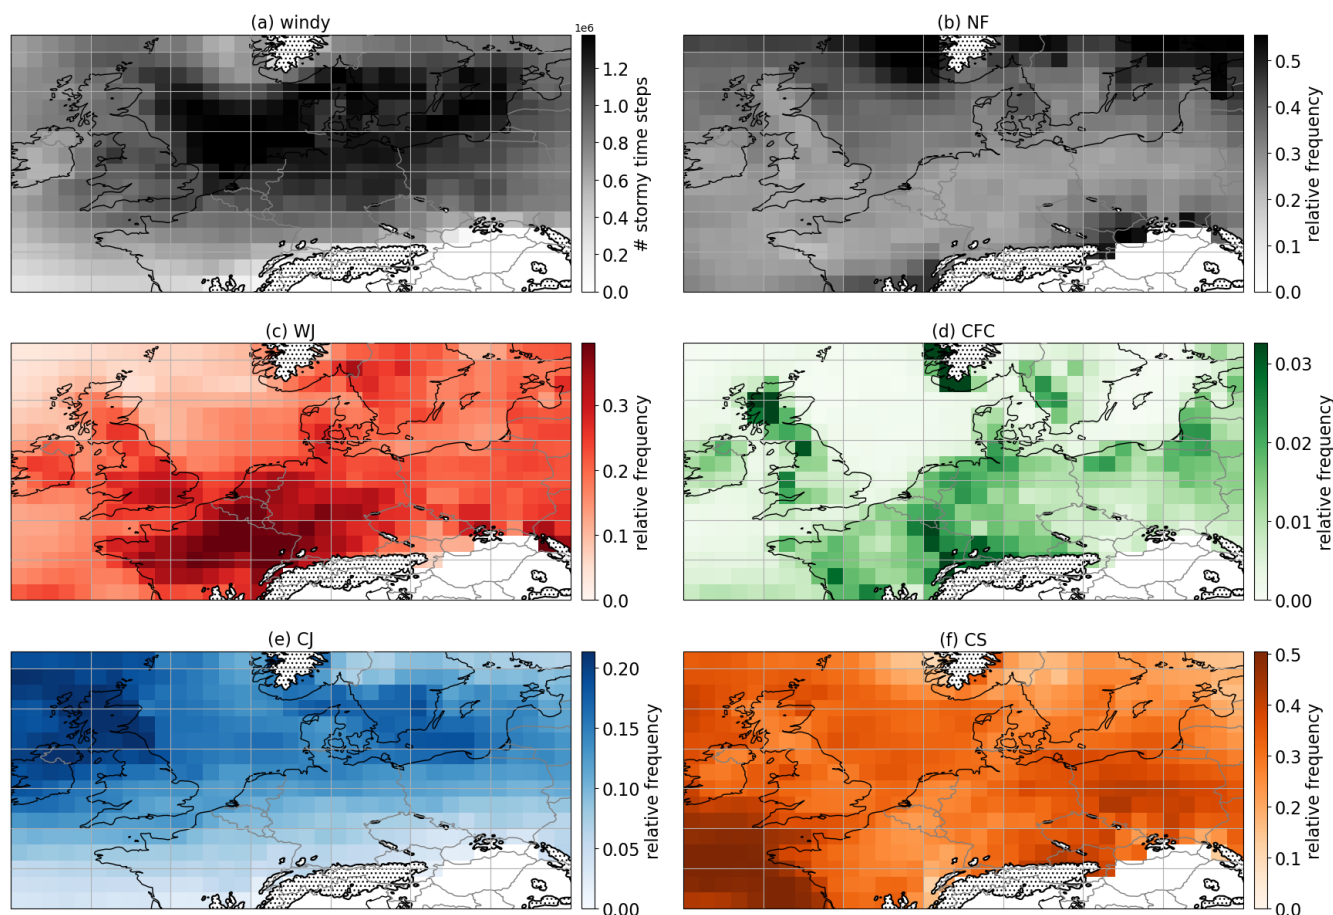 (a) windy
1e6
1.2
1.0
0.8
0.6
0.4
0.2
0.0
# stormy time steps
(b) NF
0.5
0.4
0.3
0.2
0.1
0.0
relative frequency
(c) WJ
0.3
0.2
0.1
0.0
relative frequency
(d) CFC
0.03
0.02
0.01
0.00
relative frequency
(e) CJ
0.20
0.15
0.10
0.05
0.00
relative frequency
(f) CS
0.5
0.4
0.3
0.2
0.1
0.0
relative frequency